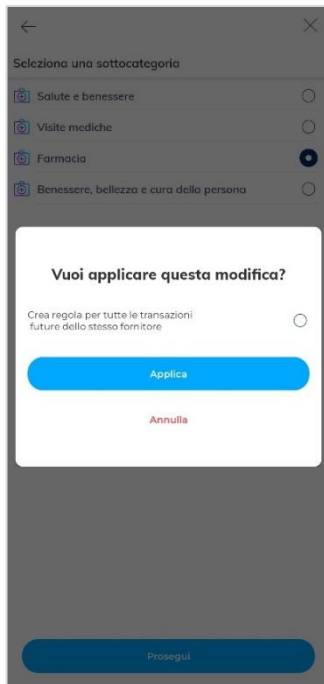 Seleziona una sottocategoria
Salute e benessere
Visite mediche
Farmacia
Benessere, bellezza e cura della persona
Vuoi applicare questa modifica?
Crea regola per tutte le transazioni
future dello stesso fornitore
Applica
Annulla
Prosegui